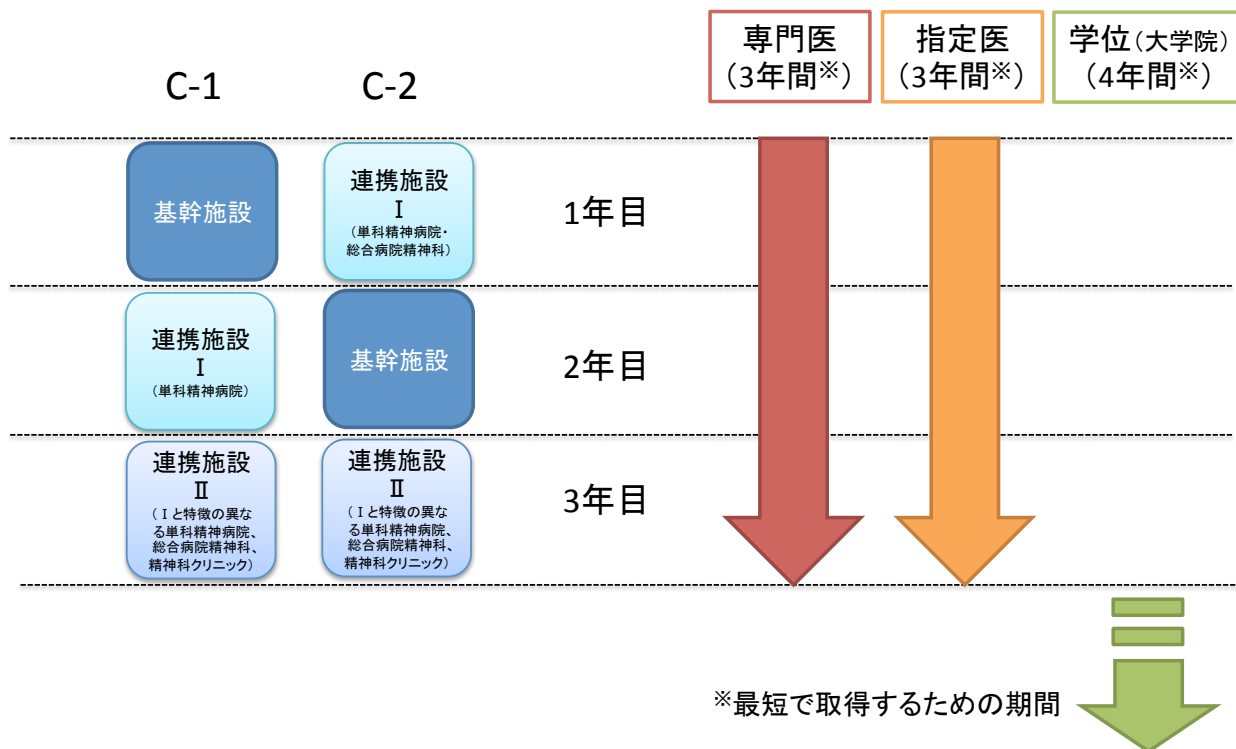 専門医
（3年間※）
指定医
（3年間※）
学位（大学院）
（4年間※）
C-1
C-2
基幹施設
連携施設
Ⅰ
（単科精神病院・
総合病院精神科）
1年目
連携施設
Ⅰ
（単科精神病院）
基幹施設
2年目
連携施設
Ⅱ
（Ⅰと特徴の異な
る単科精神病院、
総合病院精神科、
精神科クリニック）
連携施設
Ⅱ
（Ⅰと特徴の異な
る単科精神病院、
総合病院精神科、
精神科クリニック）
3年目
※最短で取得するための期間